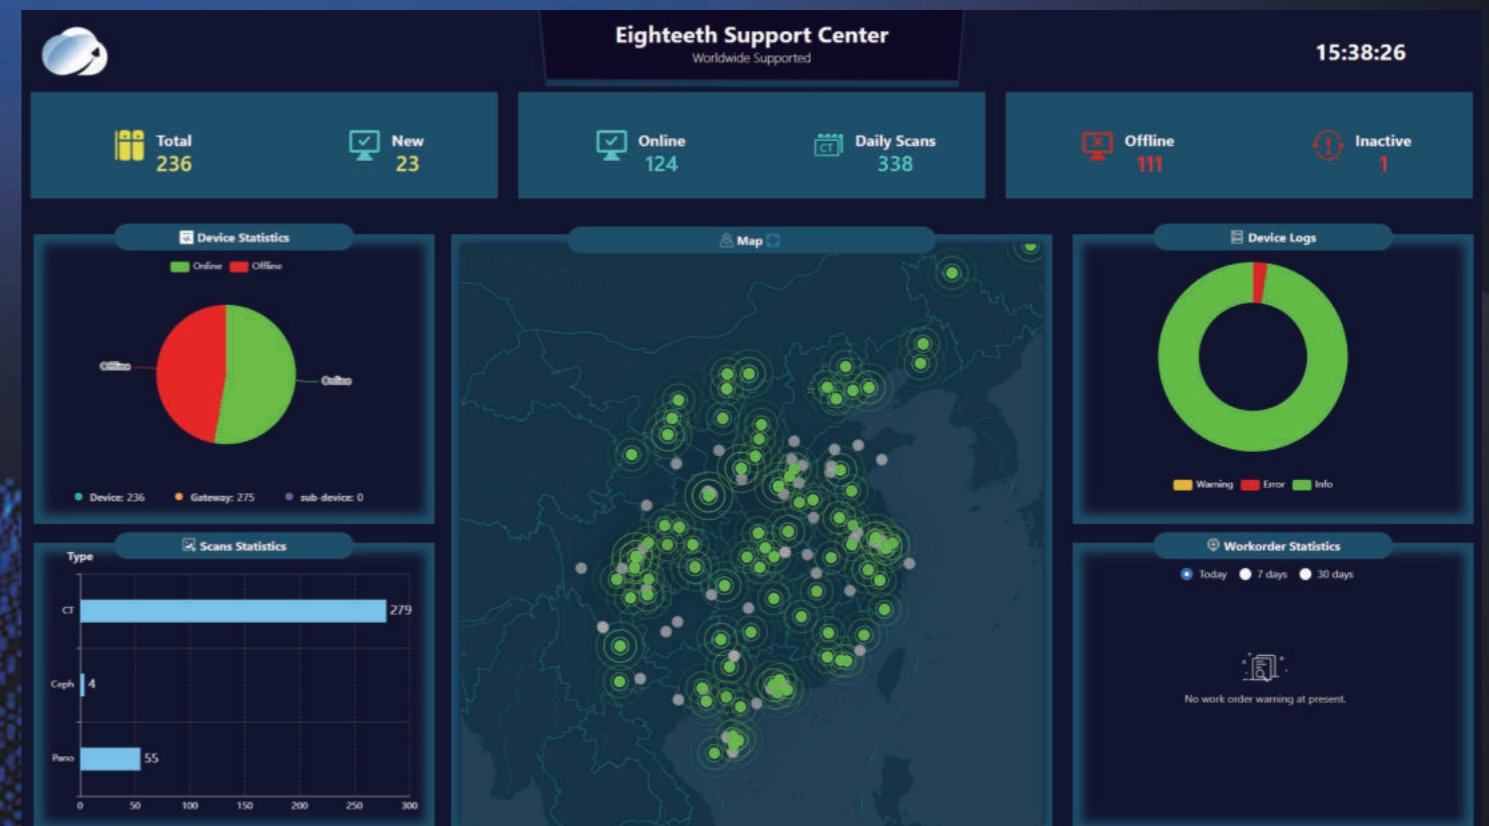 Eighteeth Support Center
Worldwide Supported
15:38:26
Total
236
New
23
Online
124
CT
Daily Scans
338
Offline
111
Inactive
1
Device Statistics
Online Offline
Offline
Online
Device: 236 Gateway: 275 sub-device: 0
Scans Statistics
Type
CT
279
Ceph
4
Pano
55
0 50 100 150 200 250 300
Map
Device Logs
Warning Error Info
Workorder Statistics
Today 7 days 30 days
No work order warning at present.